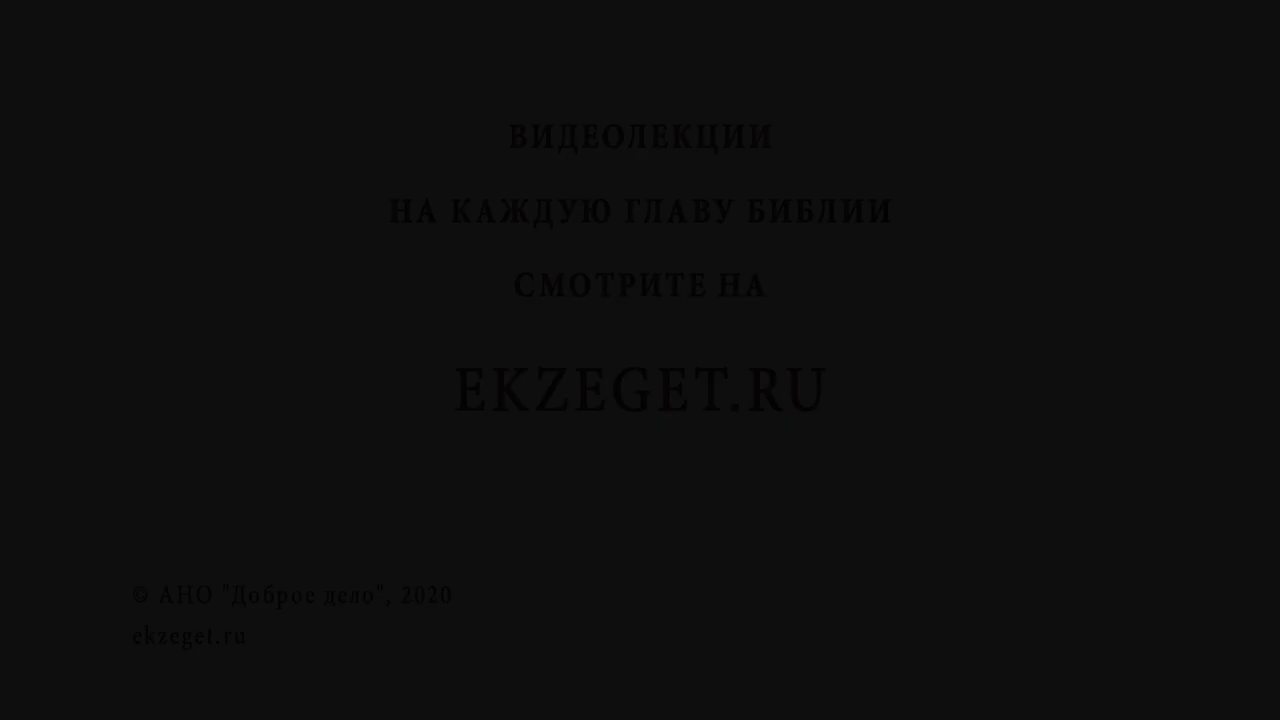 ВИДЕОЛЕКЦИИ
НА КАЖДУЮ ГЛАВУ БИБЛИИ
СМОТРИТЕ НА
EKZEGET.RU
© АНО "Доброе дело", 2020
ekzeget.ru